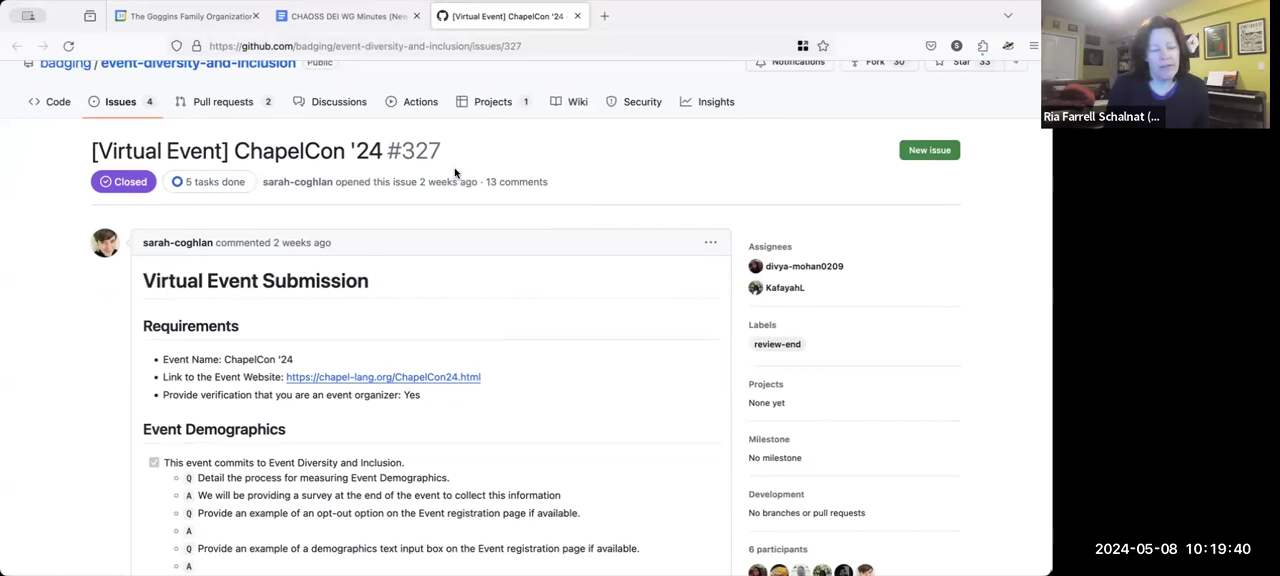 The Goggins Family Organization
CHAOSS DEI WG Minutes (New
[Virtual Event] ChapelCon '24
https://github.com/badging/event-diversity-and-inclusion/issues/327
badging / event-diversity-and-inclusion Public
Notifications Fork 30 Star 33
Code Issues 4 Pull requests 2 Discussions Actions Projects 1 Wiki Security Insights
Ria Farrell Schalnat (...
[Virtual Event] ChapelCon '24 #327
New issue
Closed 5 tasks done sarah-coghlan opened this issue 2 weeks ago · 13 comments
sarah-coghlan commented 2 weeks ago
Virtual Event Submission
Requirements
• Event Name: ChapelCon '24
• Link to the Event Website: https://chapel-lang.org/ChapelCon24.html
• Provide verification that you are an event organizer: Yes
Event Demographics
This event commits to Event Diversity and Inclusion.
Q Detail the process for measuring Event Demographics.
A We will be providing a survey at the end of the event to collect this information
Q Provide an example of an opt-out option on the Event registration page if available.
A
Q Provide an example of a demographics text input box on the Event registration page if available.
A
Assignees
divya-mohan0209
KafayahL
Labels
review-end
Projects
None yet
Milestone
No milestone
Development
No branches or pull requests
6 participants
2024-05-08 10:19:40